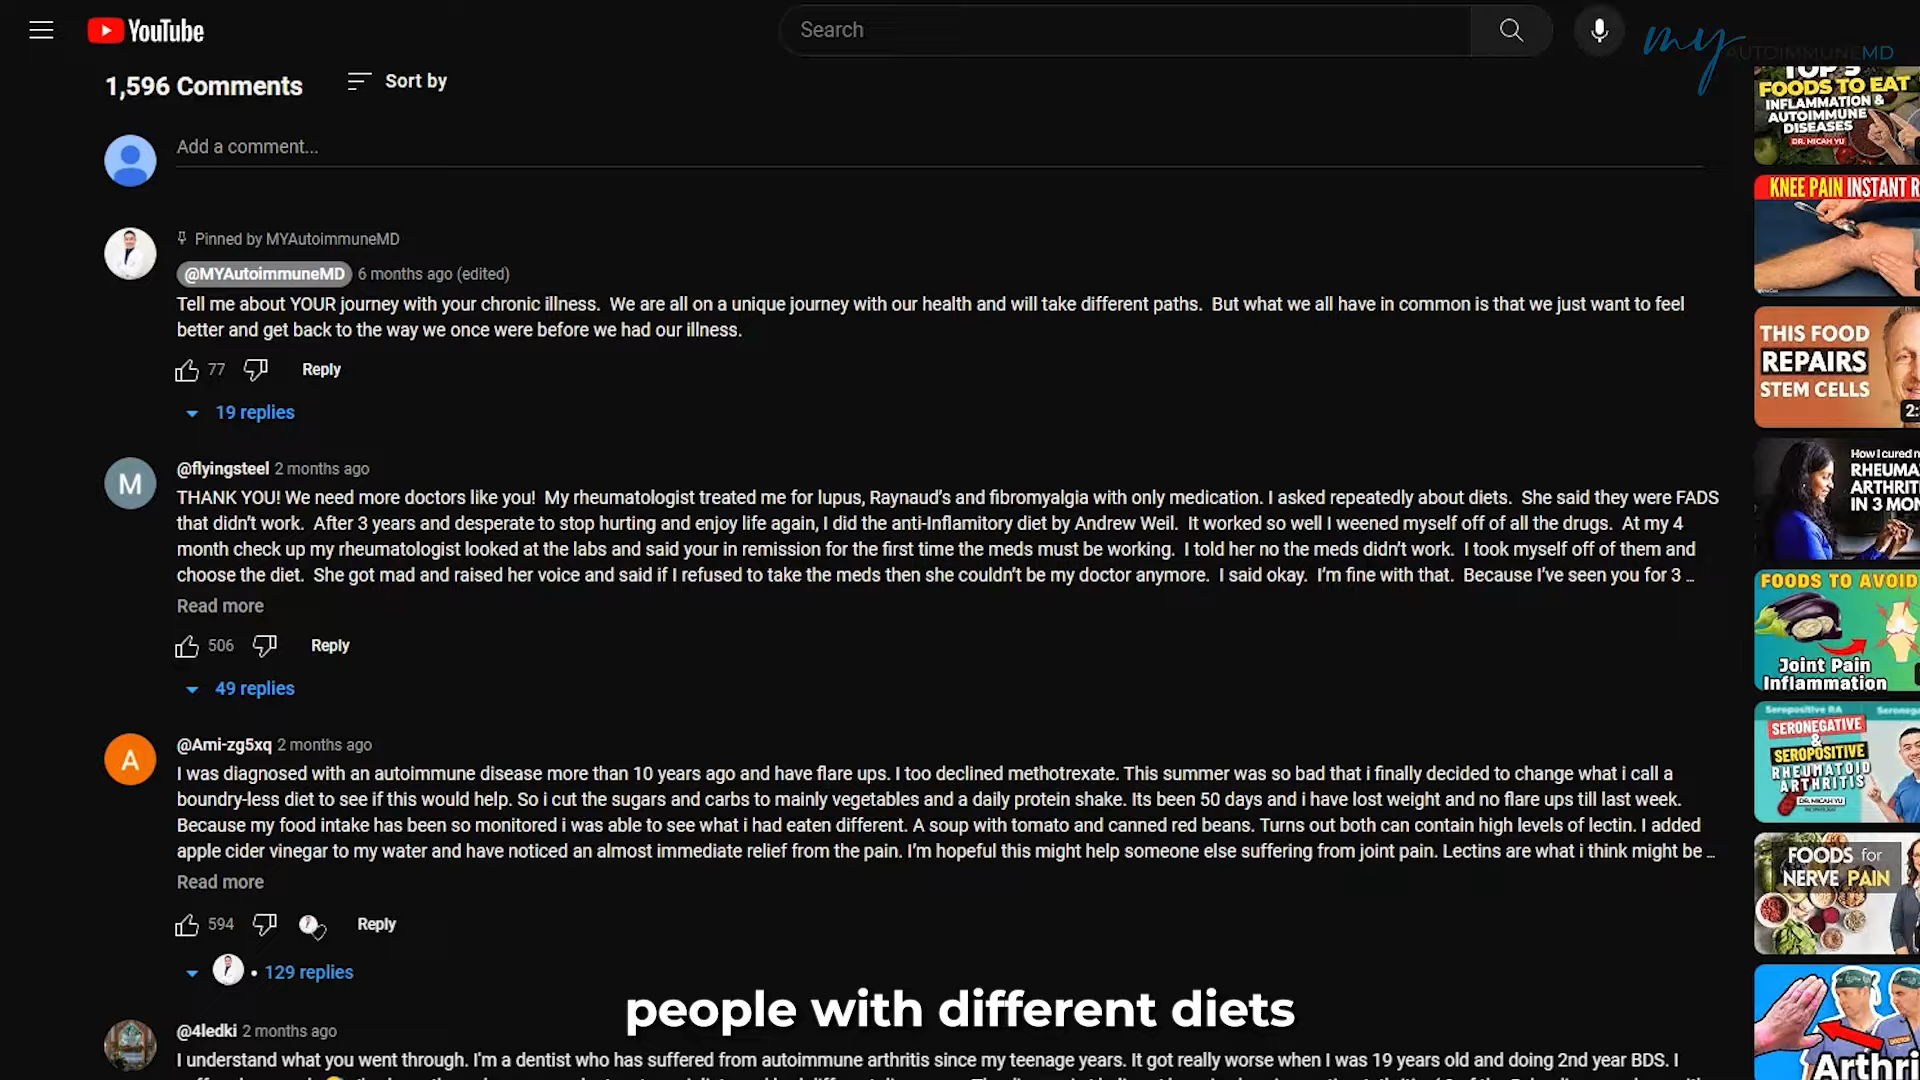 YouTube
Search
my AUTOIMMUNEMD
1,596 Comments
Sort by
Add a comment...
Pinned by MYAutoimmuneMD
@MYAutoimmuneMD 6 months ago (edited)
Tell me about YOUR journey with your chronic illness. We are all on a unique journey with our health and will take different paths. But what we all have in common is that we just want to feel
better and get back to the way we once were before we had our illness.
77
Reply
19 replies
M
@flyingsteel 2 months ago
THANK YOU! We need more doctors like you! My rheumatologist treated me for lupus, Raynaud's and fibromyalgia with only medication. I asked repeatedly about diets. She said they were FADS
that didn't work. After 3 years and desperate to stop hurting and enjoy life again, I did the anti-Inflamitory diet by Andrew Weil. It worked so well I weened myself off of all the drugs. At my 4
month check up my rheumatologist looked at the labs and said your in remission for the first time the meds must be working. I told her no the meds didn't work. I took myself off of them and
choose the diet. She got mad and raised her voice and said if I refused to take the meds then she couldn't be my doctor anymore. I said okay. I'm fine with that. Because I've seen you for 3 ...
Read more
506
Reply
49 replies
A
@Ami-zg5xq 2 months ago
I was diagnosed with an autoimmune disease more than 10 years ago and have flare ups. I too declined methotrexate. This summer was so bad that i finally decided to change what i call a
boundry-less diet to see if this would help. So i cut the sugars and carbs to mainly vegetables and a daily protein shake. Its been 50 days and i have lost weight and no flare ups till last week.
Because my food intake has been so monitored i was able to see what i had eaten different. A soup with tomato and canned red beans. Turns out both can contain high levels of lectin. I added
apple cider vinegar to my water and have noticed an almost immediate relief from the pain. I'm hopeful this might help someone else suffering from joint pain. Lectins are what i think might be ...
Read more
594
Reply
• 129 replies
@4ledki 2 months ago
I understand what you went through. I'm a dentist who has suffered from autoimmune arthritis since my teenage years. It got really worse when I was 19 years old and doing 2nd year BDS. I
people with different diets
TOP 5
FOODS TO EAT
INFLAMMATION &
AUTOIMMUNE
DISEASES
DR. MICAH YU
KNEE PAIN INSTANT R
THIS FOOD
REPAIRS
STEM CELLS
2:
How I cured m
RHEUMA
ARTHRIT
IN 3 MON
FOODS TO AVOID
Joint Pain
Inflammation
Seropositive RA
Seronega
SERONEGATIVE
&
SEROPOSITIVE
RHEUMATOID
ARTHRITIS
DR. MICAH YU
FOODS for
NERVE PAIN
Arthri